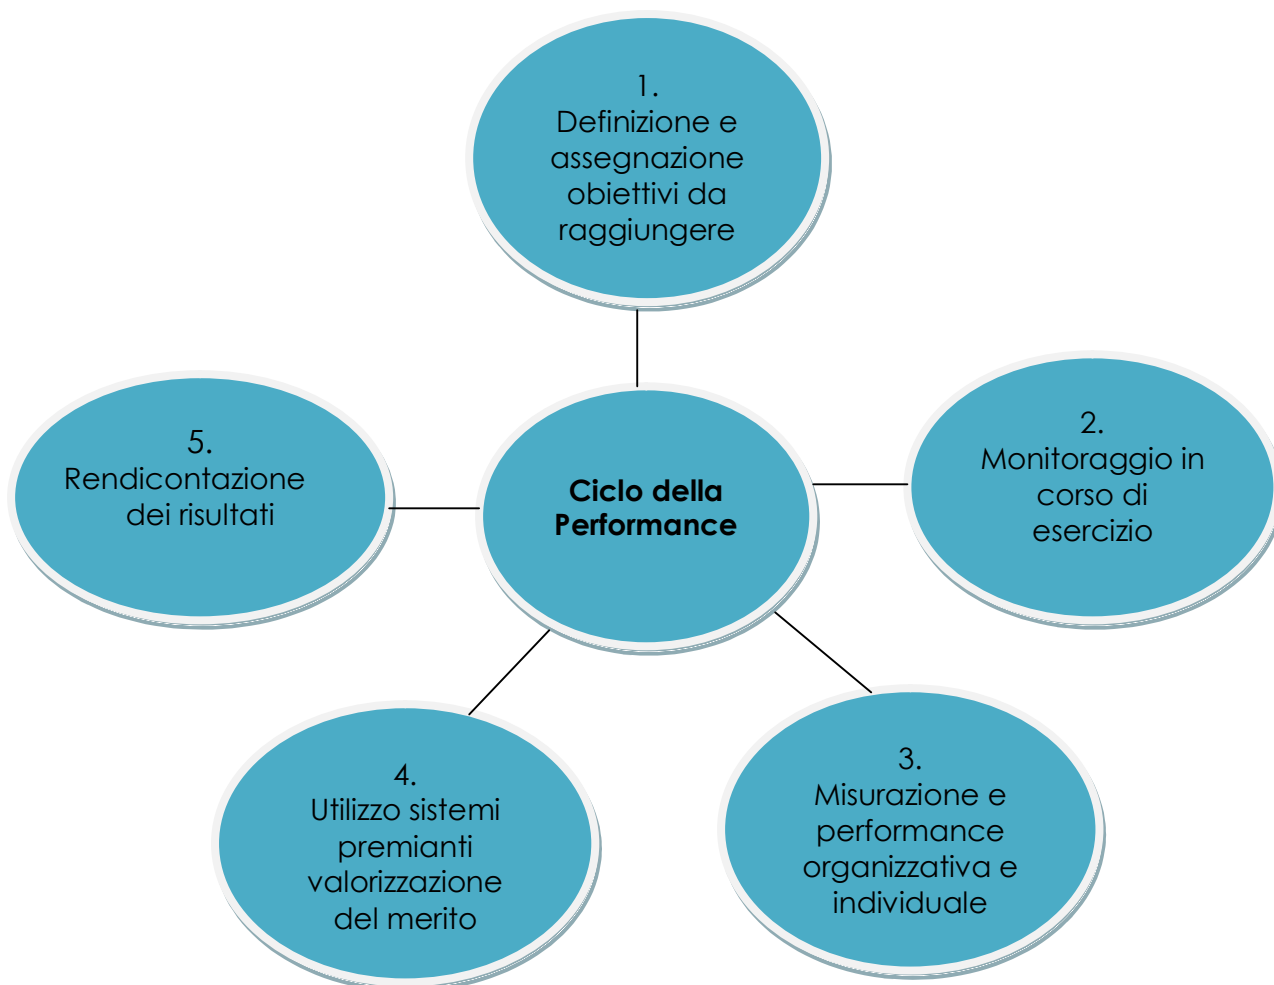 1.
Definizione e
assegnazione
obiettivi da
raggiungere
2.
Monitoraggio in
corso di
esercizio
3.
Misurazione e
performance
organizzativa e
individuale
4.
Utilizzo sistemi
premianti
valorizzazione
del merito
5.
Rendicontazione
dei risultati
Ciclo della
Performance